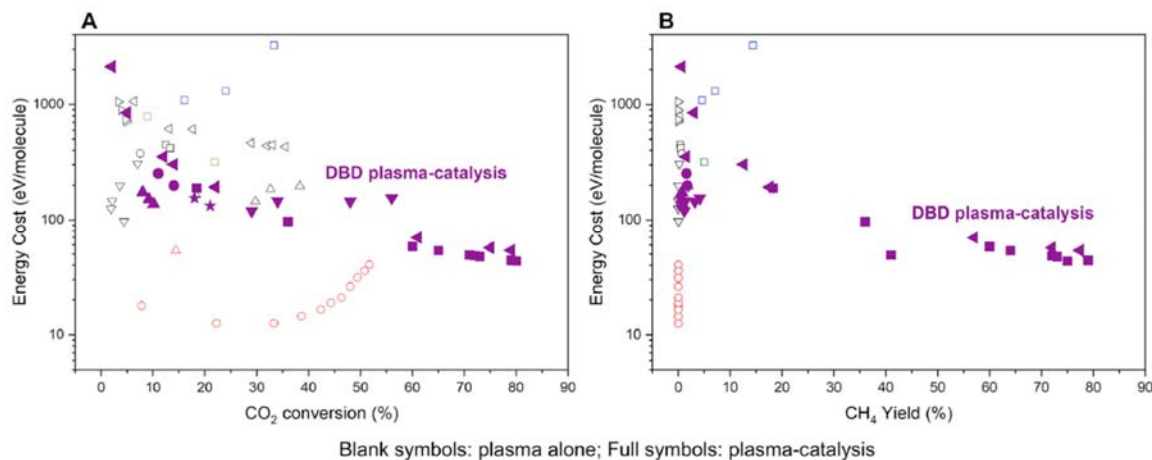 A
B
Energy Cost (eV/molecule)
1000
100
10
DBD plasma-catalysis
0 10 20 30 40 50 60 70 80 90
CO2 conversion (%)
Energy Cost (eV/molecule)
1000
100
10
DBD plasma-catalysis
0 10 20 30 40 50 60 70 80 90
CH4 Yield (%)
Blank symbols: plasma alone; Full symbols: plasma-catalysis